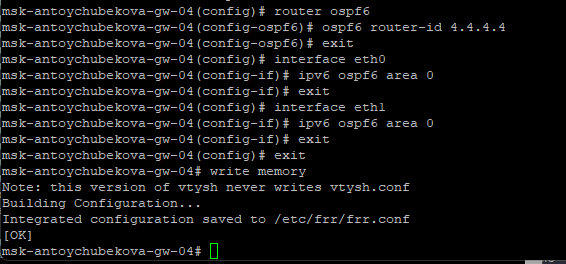 msk-antoychubekova-gw-04(config)# router ospf6
msk-antoychubekova-gw-04(config-ospf6)# ospf6 router-id 4.4.4.4
msk-antoychubekova-gw-04(config-ospf6)# exit
msk-antoychubekova-gw-04(config)# interface eth0
msk-antoychubekova-gw-04(config-if)# ipv6 ospf6 area 0
msk-antoychubekova-gw-04(config-if)# exit
msk-antoychubekova-gw-04(config)# interface eth1
msk-antoychubekova-gw-04(config-if)# ipv6 ospf6 area 0
msk-antoychubekova-gw-04(config-if)# exit
msk-antoychubekova-gw-04(config)# exit
msk-antoychubekova-gw-04# write memory
Note: this version of vtysh never writes vtysh.conf
Building Configuration...
Integrated configuration saved to /etc/frr/frr.conf
[OK]
msk-antoychubekova-gw-04#